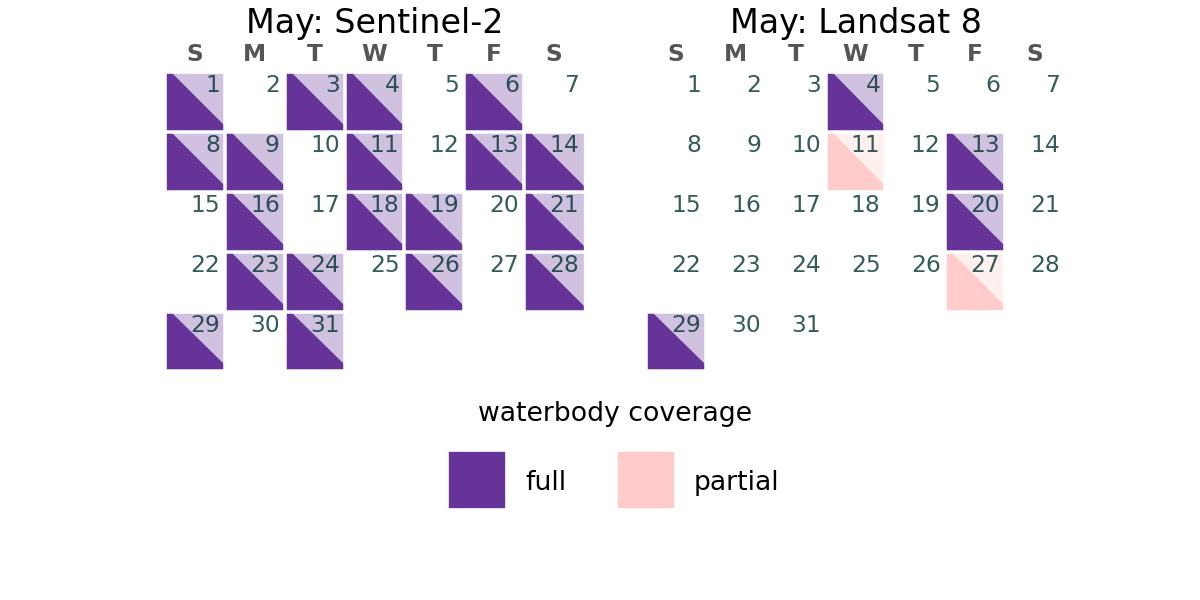 May: Sentinel-2
S M T W T F S
1 2 3 4 5 6 7
8 9 10 11 12 13 14
15 16 17 18 19 20 21
22 23 24 25 26 27 28
29 30 31
May: Landsat 8
S M T W T F S
1 2 3 4 5 6 7
8 9 10 11 12 13 14
15 16 17 18 19 20 21
22 23 24 25 26 27 28
29 30 31
waterbody coverage
full partial